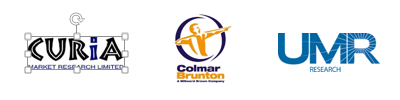 CURiA
MARKET RESEARCH LIMITED
Colmar
Brunton
A Millward Brown Company
UMR
RESEARCH